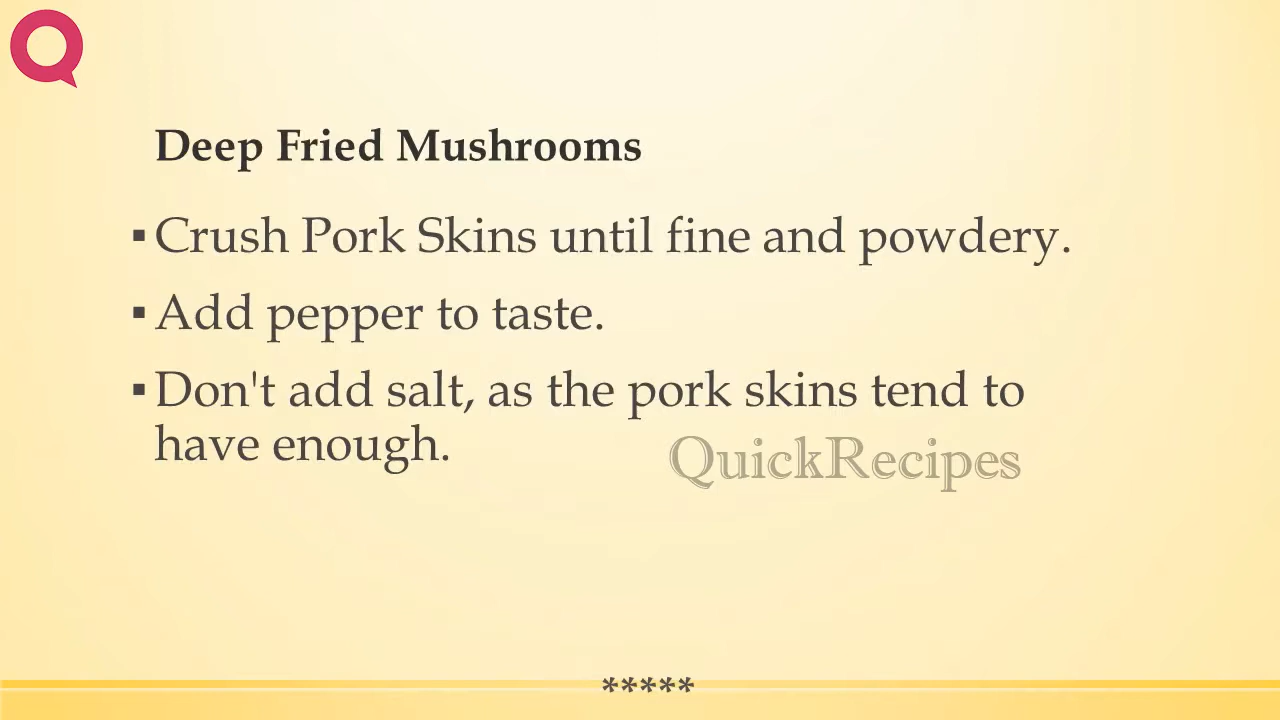 Deep Fried Mushrooms
▪Crush Pork Skins until fine and powdery.
▪Add pepper to taste.
▪Don't add salt, as the pork skins tend to
have enough.
QuickRecipes
*****